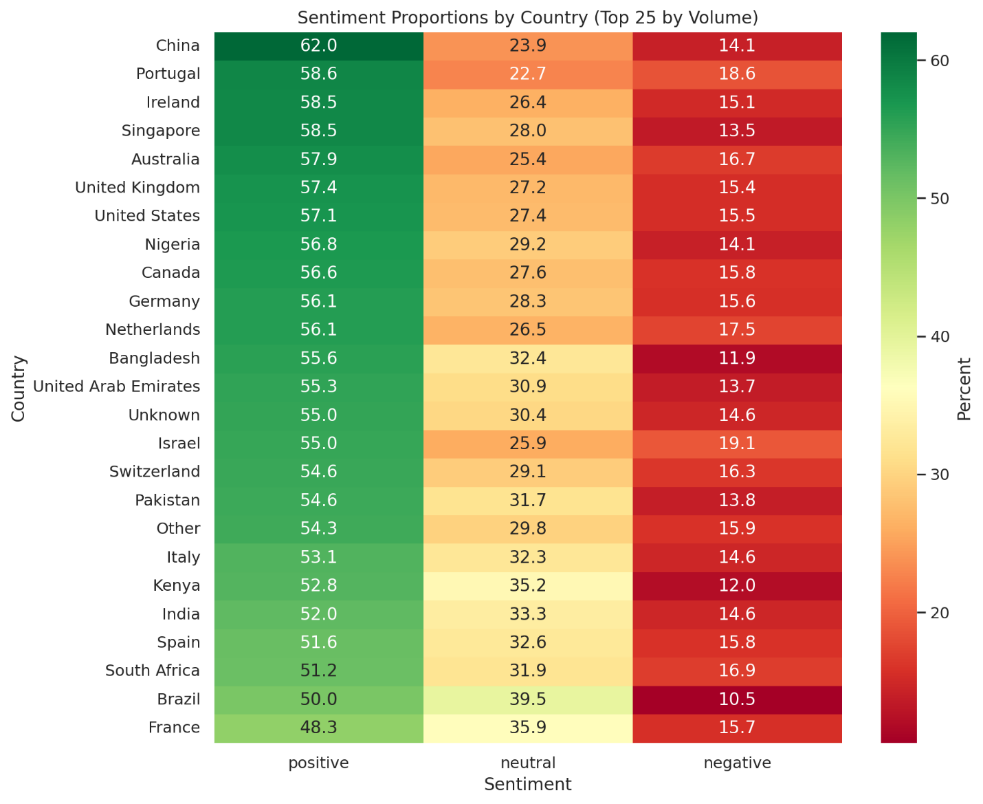 Sentiment Proportions by Country (Top 25 by Volume)
China 62.0 23.9 14.1
Portugal 58.6 22.7 18.6
Ireland 58.5 26.4 15.1
Singapore 58.5 28.0 13.5
Australia 57.9 25.4 16.7
United Kingdom 57.4 27.2 15.4
United States 57.1 27.4 15.5
Nigeria 56.8 29.2 14.1
Canada 56.6 27.6 15.8
Germany 56.1 28.3 15.6
Netherlands 56.1 26.5 17.5
Bangladesh 55.6 32.4 11.9
United Arab Emirates 55.3 30.9 13.7
Unknown 55.0 30.4 14.6
Israel 55.0 25.9 19.1
Switzerland 54.6 29.1 16.3
Pakistan 54.6 31.7 13.8
Other 54.3 29.8 15.9
Italy 53.1 32.3 14.6
Kenya 52.8 35.2 12.0
India 52.0 33.3 14.6
Spain 51.6 32.6 15.8
South Africa 51.2 31.9 16.9
Brazil 50.0 39.5 10.5
France 48.3 35.9 15.7
positive neutral negative
Sentiment
Country
60
50
40
30
20
Percent